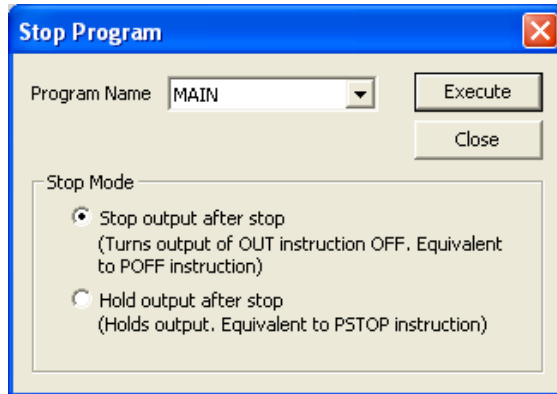 Stop Program
Program Name MAIN Execute
Close
Stop Mode
Stop output after stop
(Turns output of OUT instruction OFF. Equivalent
to POFF instruction)
Hold output after stop
(Holds output. Equivalent to PSTOP instruction)